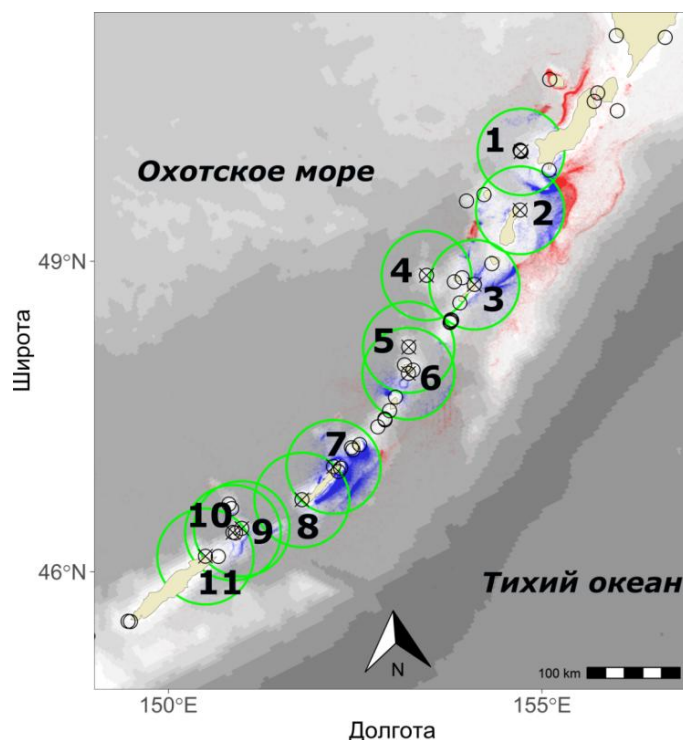 1
Охотское море
2
49°N
4
3
5
6
7
10
9
8
11
46°N
Тихий океан
N
100 km
150°E
155°E
Долгота
Широта